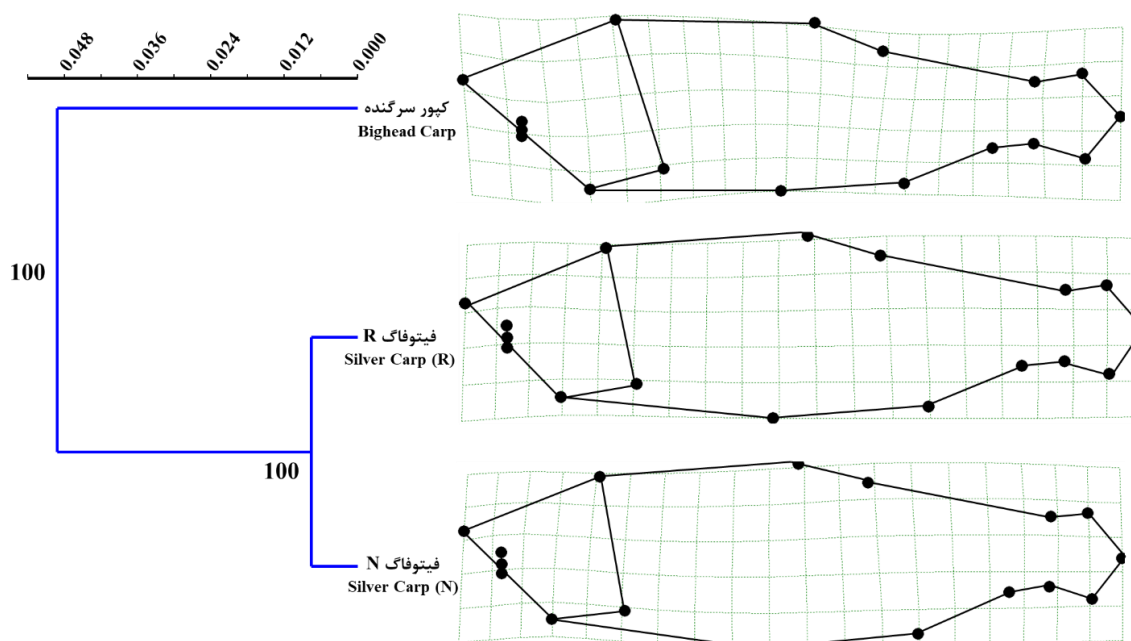 0.048
0.036
0.024
0.012
0.000
کپور سرگنده
Bighead Carp
100
فیتوفاگ R
Silver Carp (R)
100
فیتوفاگ N
Silver Carp (N)